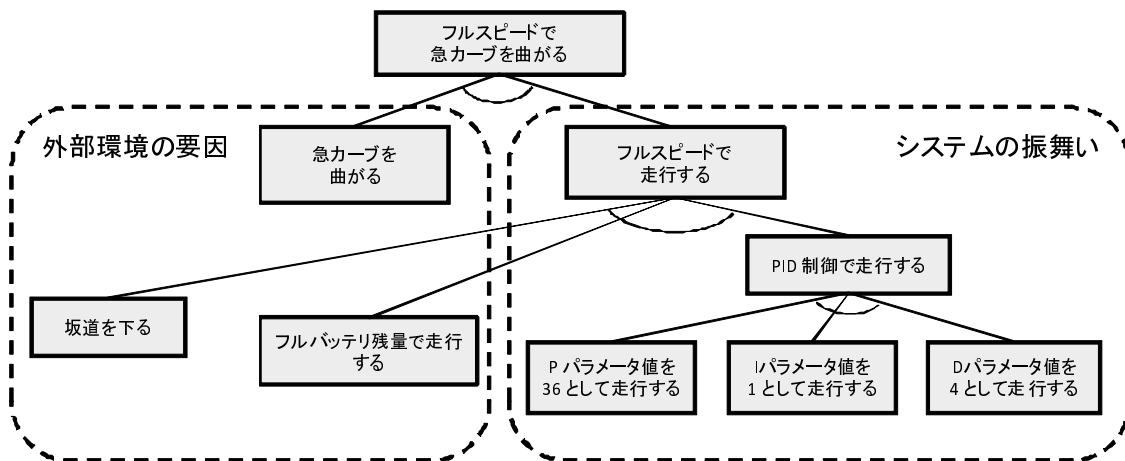 フルスピードで
急カーブを曲がる
外部環境の要因
急カーブを
曲がる
フルスピードで
走行する
システムの振舞い
PID 制御で走行する
坂道を下る
フルバッテリ残量で走行
する
P パラメータ値を
36 として走行する
Iパラメータ値を
1 として走行する
Dパラメータ値を
4 として走行する